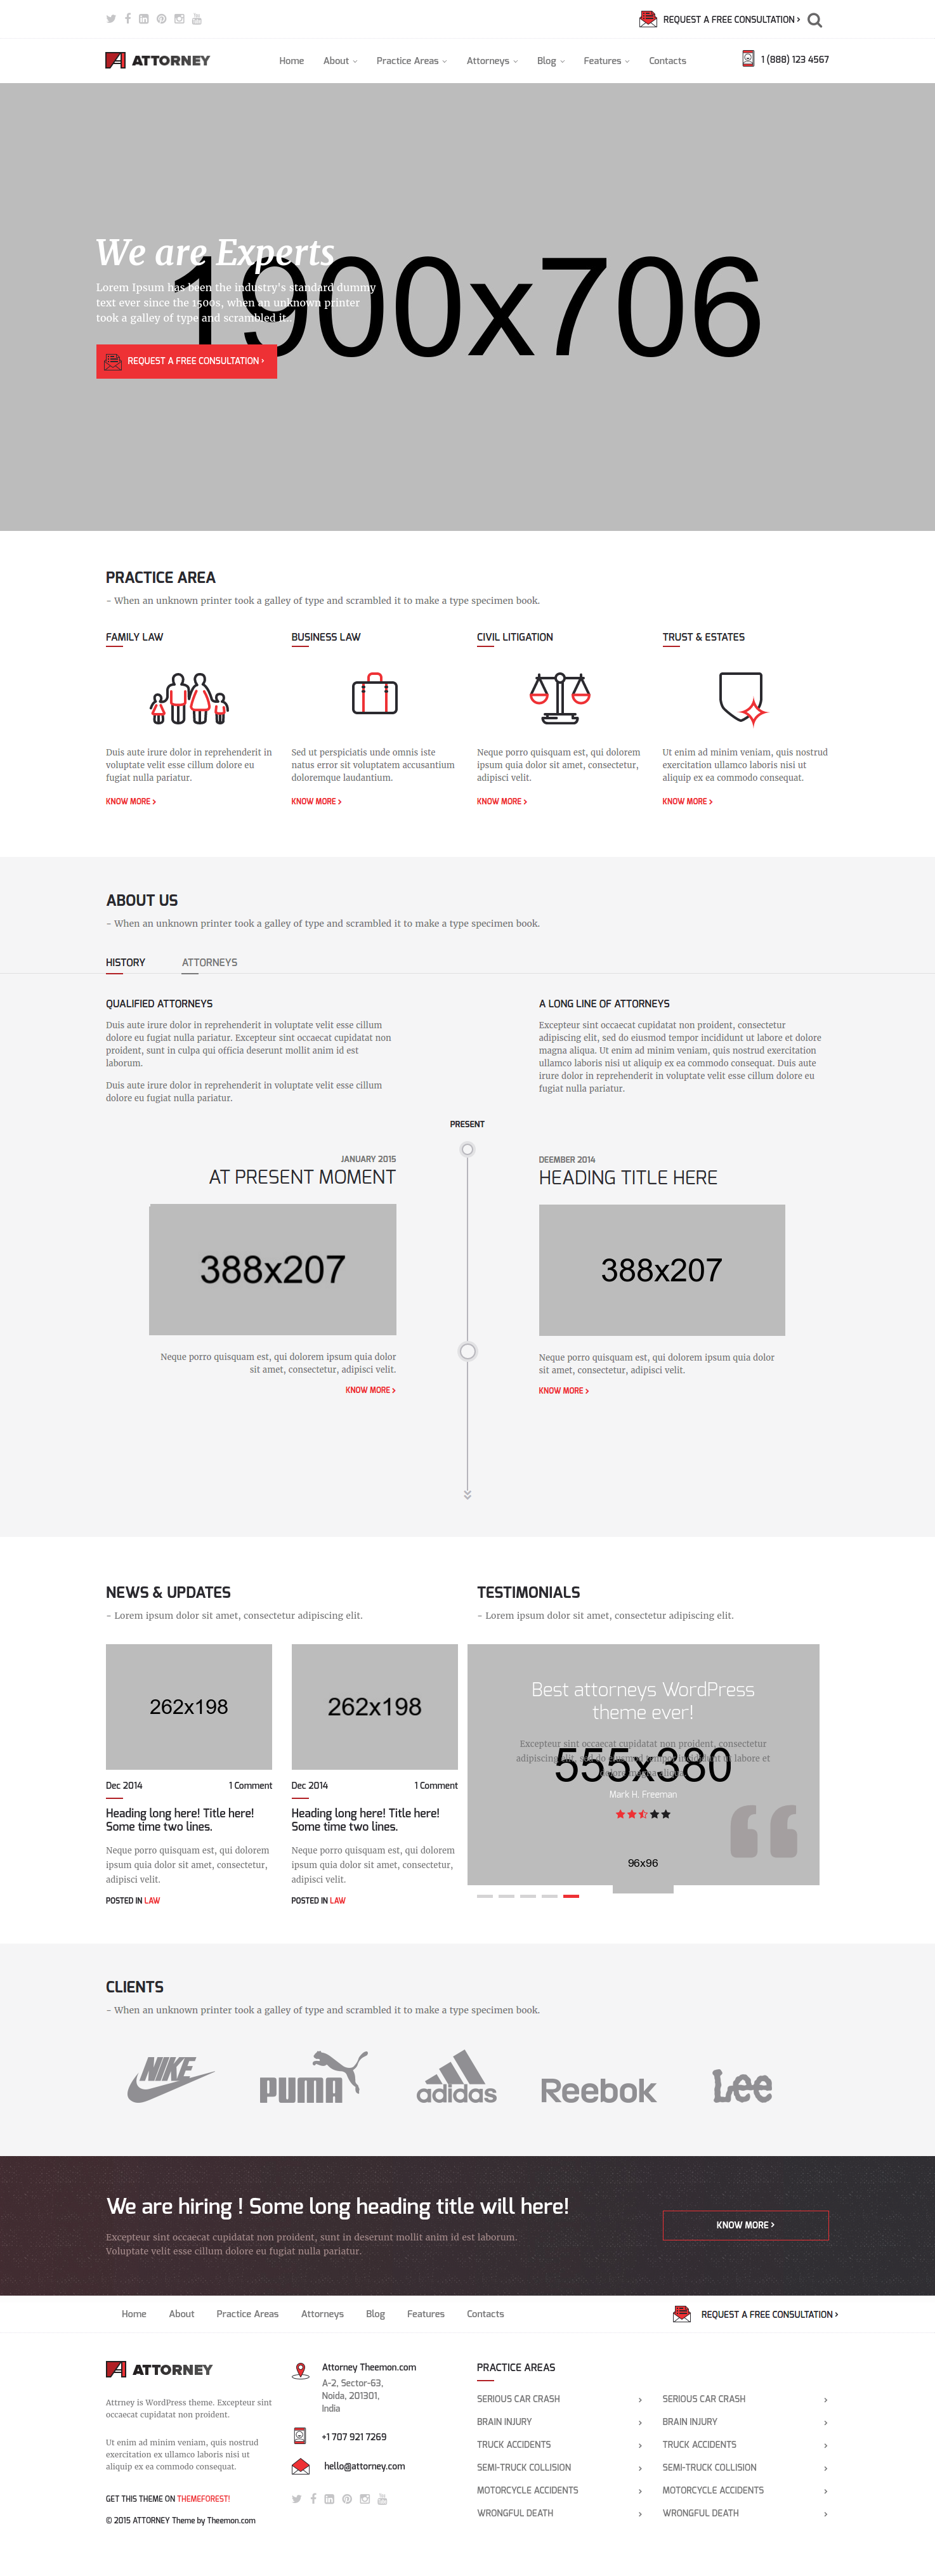 REQUEST A FREE CONSULTATION ›
ATTORNEY
Home About Practice Areas Attorneys Blog Features Contacts
1 (888) 123 4567
1900x706
We are Experts
Lorem Ipsum has been the industry's standard dummy
text ever since the 1500s, when an unknown printer
took a galley of type and scrambled it..
REQUEST A FREE CONSULTATION ›
PRACTICE AREA
- When an unknown printer took a galley of type and scrambled it to make a type specimen book.
FAMILY LAW
Duis aute irure dolor in reprehenderit in
voluptate velit esse cillum dolore eu
fugiat nulla pariatur.
KNOW MORE ›
BUSINESS LAW
Sed ut perspiciatis unde omnis iste
natus error sit voluptatem accusantium
doloremque laudantium.
KNOW MORE ›
CIVIL LITIGATION
Neque porro quisquam est, qui dolorem
ipsum quia dolor sit amet, consectetur,
adipisci velit.
KNOW MORE ›
TRUST & ESTATES
Ut enim ad minim veniam, quis nostrud
exercitation ullamco laboris nisi ut
aliquip ex ea commodo consequat.
KNOW MORE ›
ABOUT US
- When an unknown printer took a galley of type and scrambled it to make a type specimen book.
HISTORY ATTORNEYS
QUALIFIED ATTORNEYS
Duis aute irure dolor in reprehenderit in voluptate velit esse cillum
dolore eu fugiat nulla pariatur. Excepteur sint occaecat cupidatat non
proident, sunt in culpa qui officia deserunt mollit anim id est
laborum.
Duis aute irure dolor in reprehenderit in voluptate velit esse cillum
dolore eu fugiat nulla pariatur.
A LONG LINE OF ATTORNEYS
Excepteur sint occaecat cupidatat non proident, consectetur
adipiscing elit, sed do eiusmod tempor incididunt ut labore et dolore
magna aliqua. Ut enim ad minim veniam, quis nostrud exercitation
ullamco laboris nisi ut aliquip ex ea commodo consequat. Duis aute
irure dolor in reprehenderit in voluptate velit esse cillum dolore eu
fugiat nulla pariatur.
PRESENT
JANUARY 2015
AT PRESENT MOMENT
388x207
Neque porro quisquam est, qui dolorem ipsum quia dolor
sit amet, consectetur, adipisci velit.
KNOW MORE ›
DEEMBER 2014
HEADING TITLE HERE
388x207
Neque porro quisquam est, qui dolorem ipsum quia dolor
sit amet, consectetur, adipisci velit.
KNOW MORE ›
NEWS & UPDATES
- Lorem ipsum dolor sit amet, consectetur adipiscing elit.
262x198
Dec 2014 1 Comment
Heading long here! Title here!
Some time two lines.
Neque porro quisquam est, qui dolorem
ipsum quia dolor sit amet, consectetur,
adipisci velit.
POSTED IN LAW
262x198
Dec 2014 1 Comment
Heading long here! Title here!
Some time two lines.
Neque porro quisquam est, qui dolorem
ipsum quia dolor sit amet, consectetur,
adipisci velit.
POSTED IN LAW
TESTIMONIALS
- Lorem ipsum dolor sit amet, consectetur adipiscing elit.
Best attorneys WordPress
theme ever!
Excepteur sint occaecat cupidatat non proident, consectetur
adipiscing labore et
555x380
Mark H. Freeman
96x96
CLIENTS
- When an unknown printer took a galley of type and scrambled it to make a type specimen book.
NIKE PUMA adidas Reebok Lee
We are hiring ! Some long heading title will here!
Excepteur sint occaecat cupidatat non proident, sunt in deserunt mollit anim id est laborum.
Voluptate velit esse cillum dolore eu fugiat nulla pariatur.
KNOW MORE ›
Home About Practice Areas Attorneys Blog Features Contacts
REQUEST A FREE CONSULTATION ›
ATTORNEY
Attrney is WordPress theme. Excepteur sint
occaecat cupidatat non proident.
Ut enim ad minim veniam, quis nostrud
exercitation ex ullamco laboris nisi ut
aliquip ex ea commodo consequat.
GET THIS THEME ON THEMEFOREST!
© 2015 ATTORNEY Theme by Theemon.com
Attorney Theemon.com
A-2, Sector-63,
Noida, 201301,
India
+1 707 921 7269
hello@attorney.com
PRACTICE AREAS
SERIOUS CAR CRASH ›
BRAIN INJURY ›
TRUCK ACCIDENTS ›
SEMI-TRUCK COLLISION ›
MOTORCYCLE ACCIDENTS ›
WRONGFUL DEATH ›
SERIOUS CAR CRASH ›
BRAIN INJURY ›
TRUCK ACCIDENTS ›
SEMI-TRUCK COLLISION ›
MOTORCYCLE ACCIDENTS ›
WRONGFUL DEATH ›